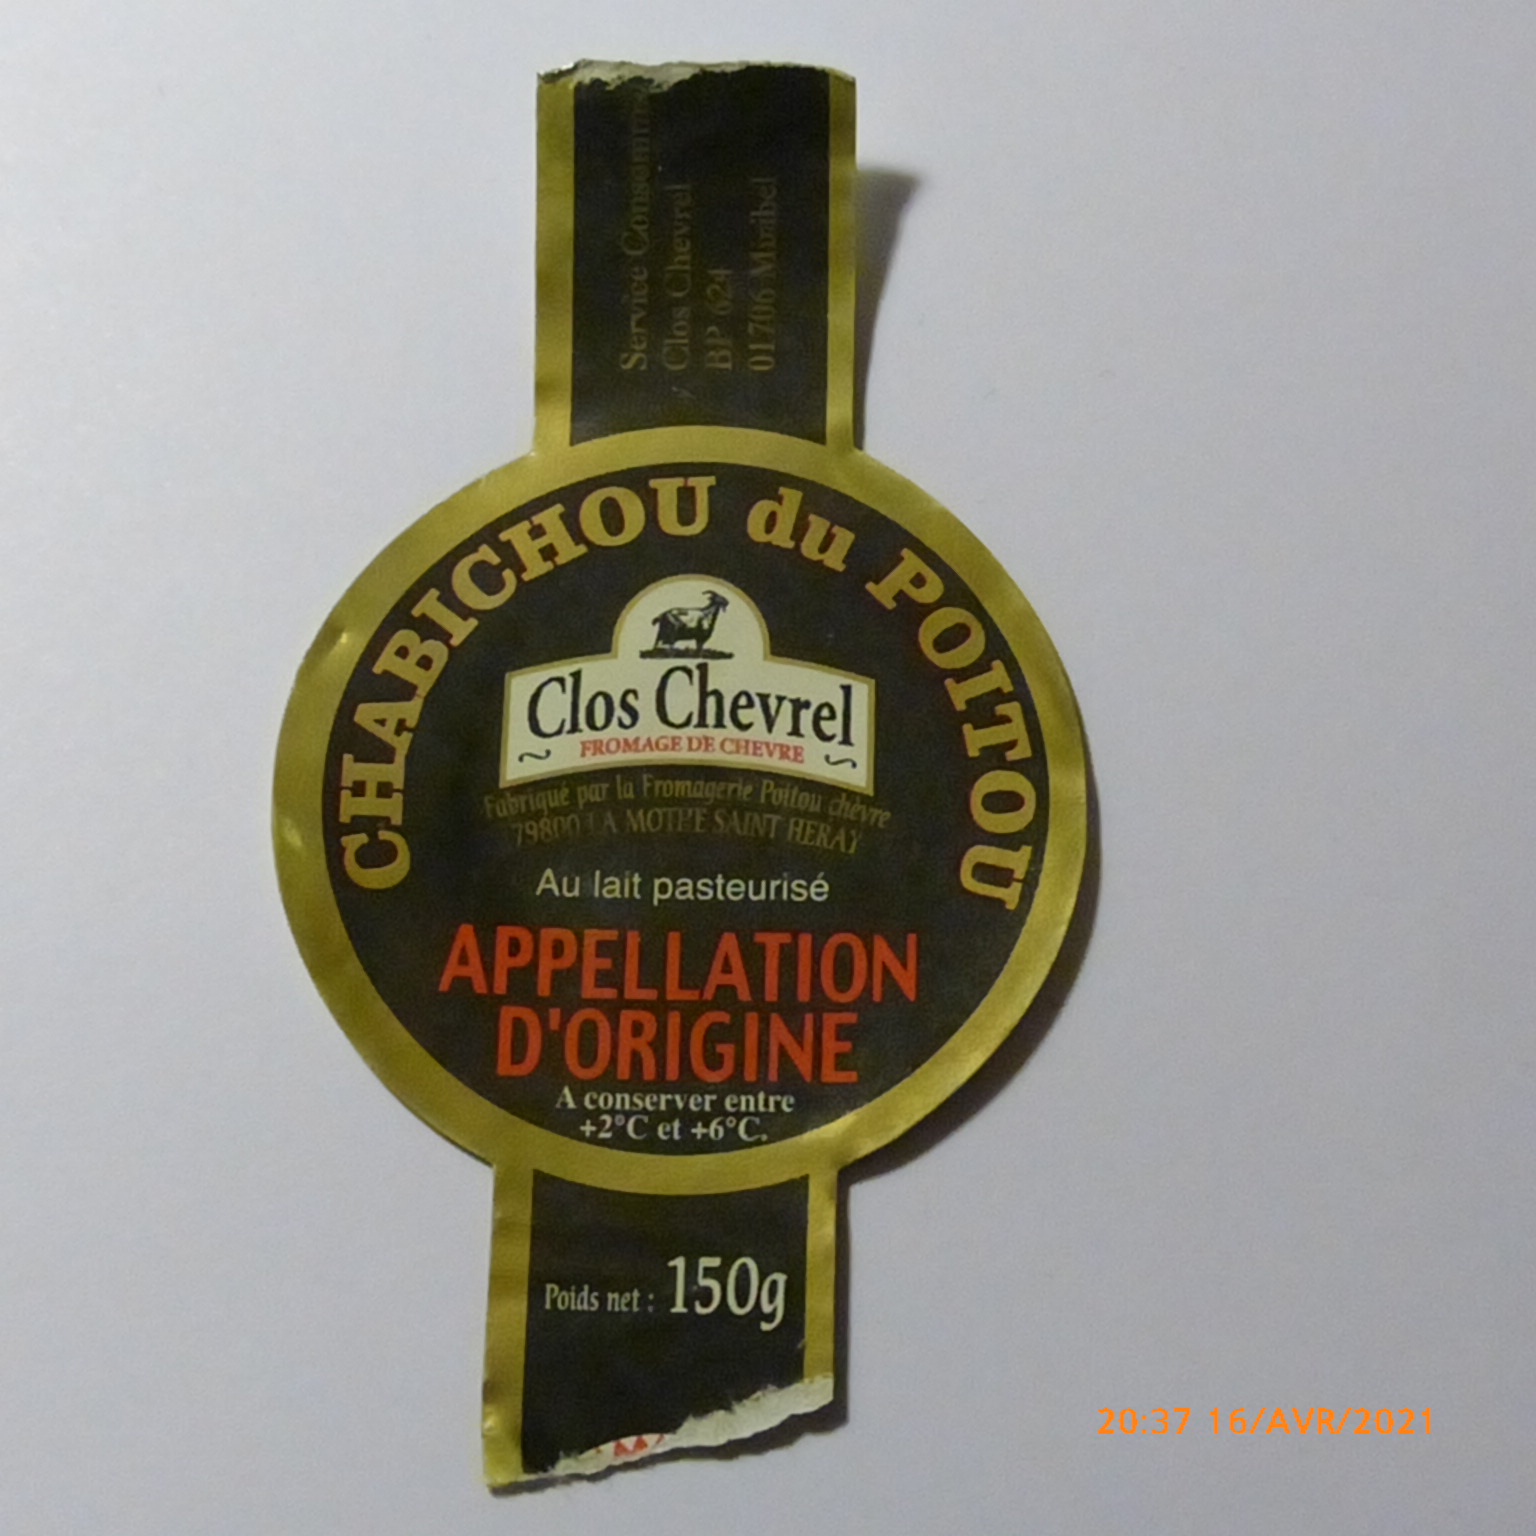 Service Consomma
Clos Chevrel
BP 624
01706 Miribel
CHABICHOU du POITOU
Clos Chevrel
FROMAGE DE CHEVRE
Fabriqué par la Fromagerie Poitou chèvre
79800 LA MOTHE SAINT HERAY
Au lait pasteurisé
APPELLATION
D'ORIGINE
A conserver entre
+2°C et +6°C.
Poids net : 150g
20:37 16/AVR/2021